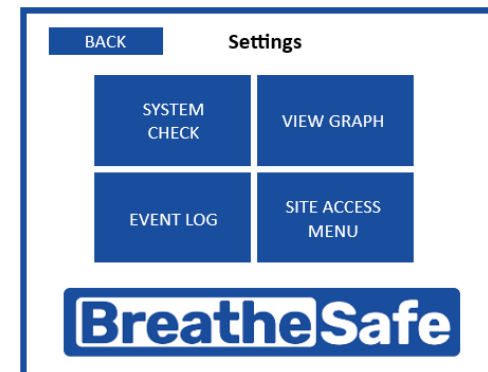 BACK
Settings
SYSTEM
CHECK
VIEW GRAPH
EVENT LOG
SITE ACCESS
MENU
BreatheSafe